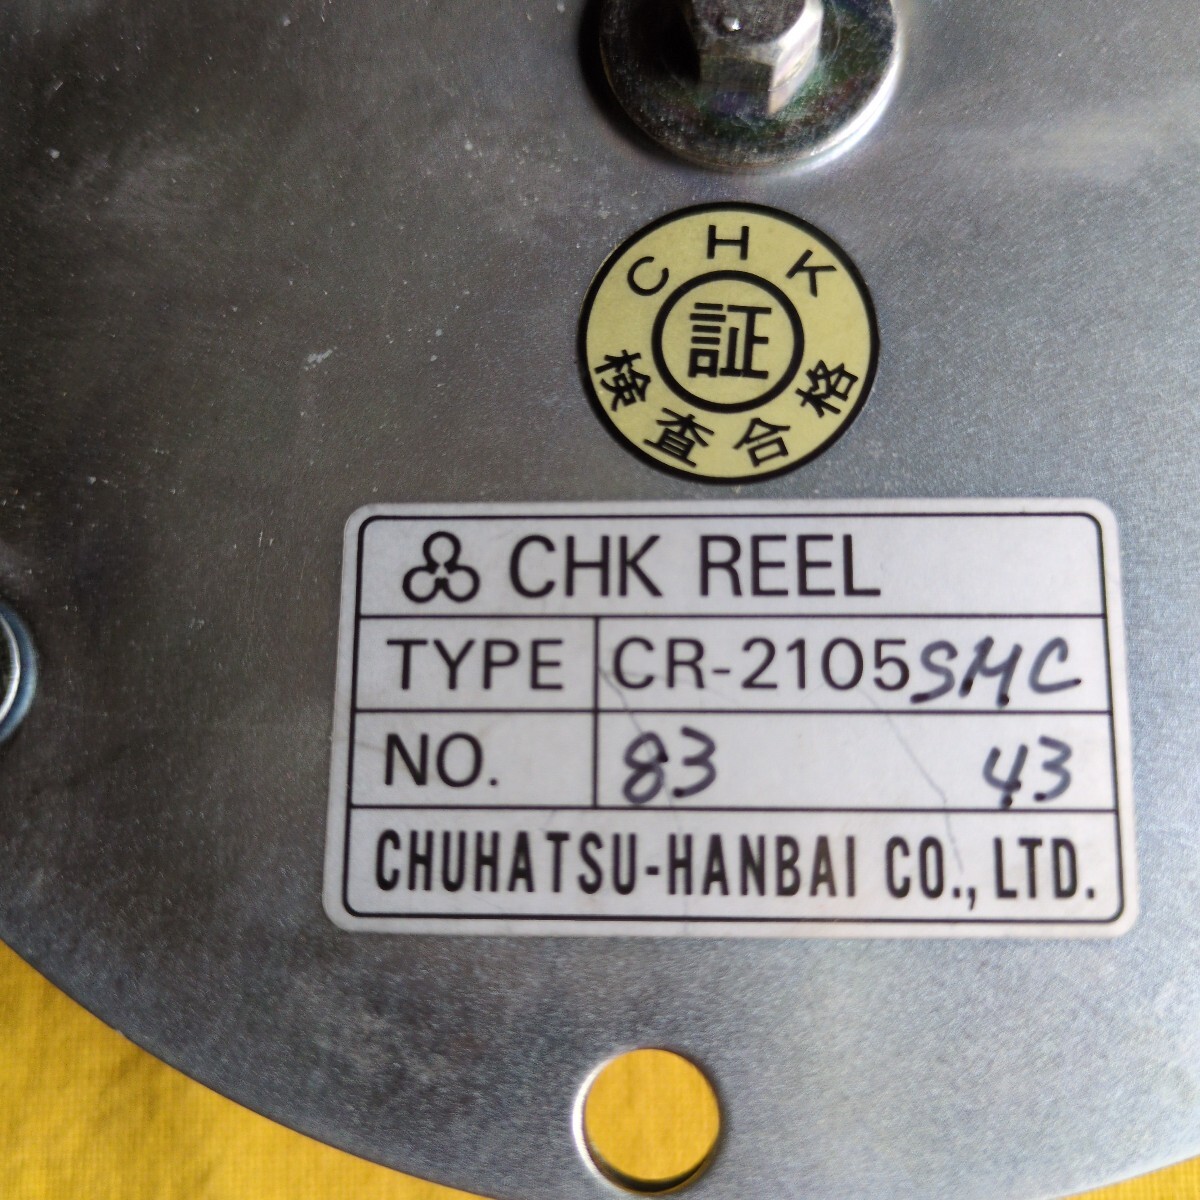 CHK
証
検査合格
CHK REEL
TYPE CR-2105SMC
NO. 83 43
CHUHATSU-HANBAI CO., LTD.